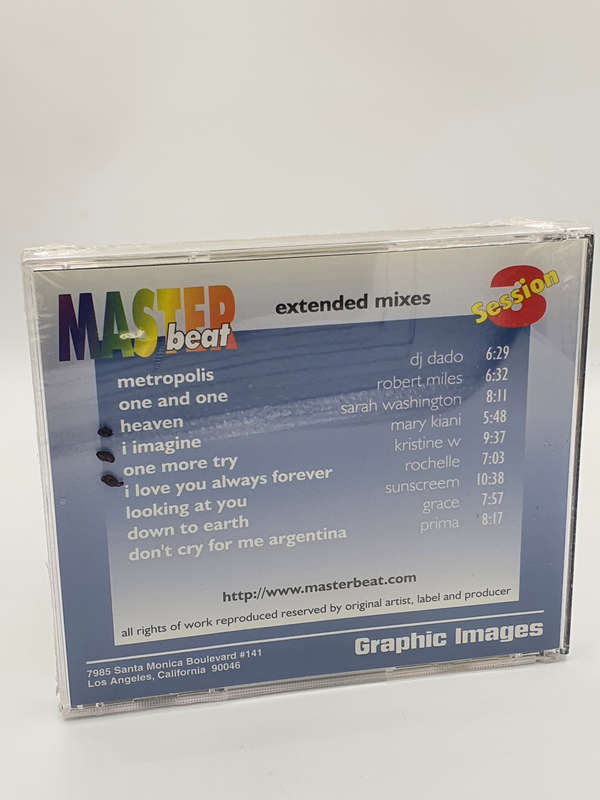 MASTER
beat
extended mixes
Session
3
metropolis dj dado 6:29
one and one robert miles 6:32
heaven sarah washington 8:11
i imagine mary kiani 5:48
one more try kristine w 9:37
i love you always forever rochelle 7:03
looking at you sunscreem 10:38
down to earth grace 7:57
don't cry for me argentina prima 8:17
http://www.masterbeat.com
all rights of work reproduced reserved by original artist, label and producer
Graphic Images
7985 Santa Monica Boulevard #141
Los Angeles, California 90046